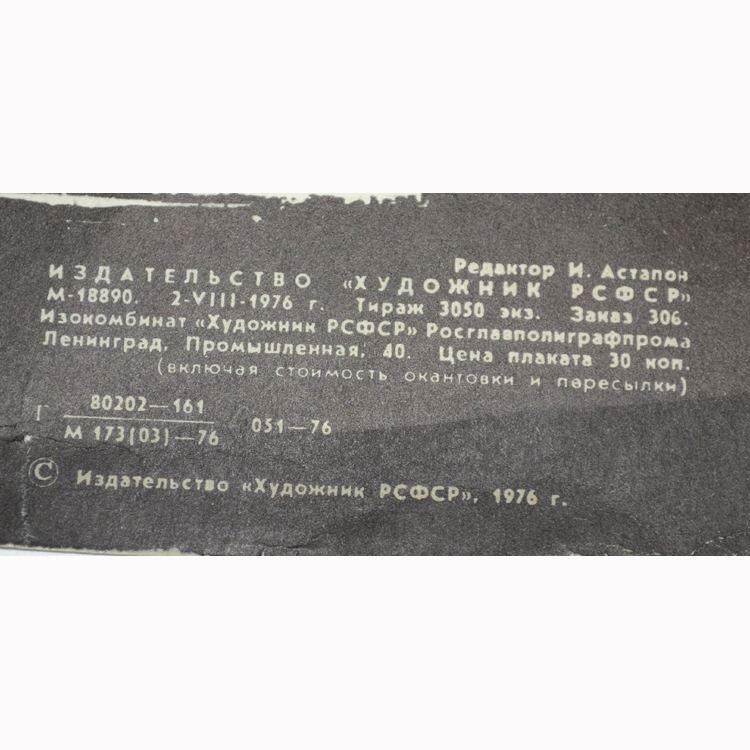 Редактор И. Астапон
ИЗДАТЕЛЬСТВО «ХУДОЖНИК РСФСР»
М-18890. 2-VIII-1976 г. Тираж 3050 экз. Заказ 306.
Изокомбинат «Художник РСФСР» Росглавполиграфпрома
Ленинград, Промышленная, 40. Цена плаката 30 коп.
(включая стоимость окантовки и пересылки)
Г 80202—161
М 173(03)—76 051—76
© Издательство «Художник РСФСР», 1976 г.